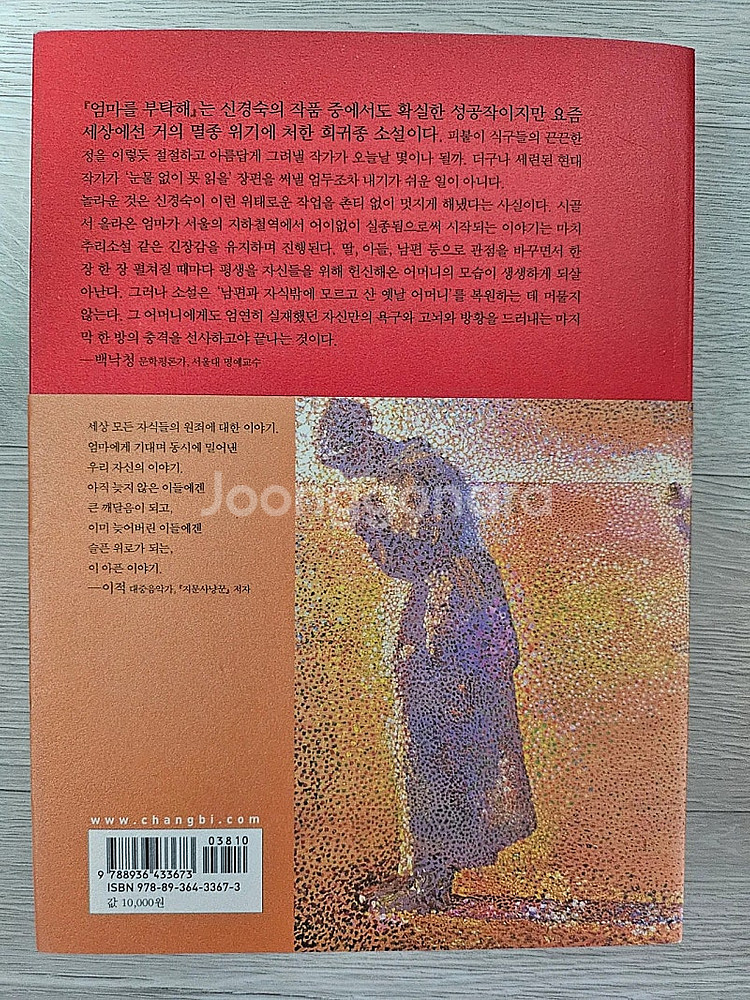 『엄마를 부탁해』는 신경숙의 작품 중에서도 확실한 성공작이지만 요즘
세상에선 거의 멸종 위기에 처한 희귀종 소설이다. 피붙이 식구들의 끈끈한
정을 이렇듯 절절하고 아름답게 그려낼 작가가 오늘날 몇이나 될까. 더구나 세련된 현대
작가가 '눈물 없이 못 읽을' 장편을 써낼 엄두조차 내기가 쉬운 일이 아니다.
놀라운 것은 신경숙이 이런 위태로운 작업을 촌티 없이 멋지게 해냈다는 사실이다. 시골
서 올라온 엄마가 서울의 지하철역에서 어이없이 실종됨으로써 시작되는 이야기는 마치
추리소설 같은 긴장감을 유지하며 진행된다. 딸, 아들, 남편 등으로 관점을 바꾸면서 한
장 한 장 펼쳐질 때마다 평생을 자신들을 위해 헌신해온 어머니의 모습이 생생하게 되살
아난다. 그러나 소설은 '남편과 자식밖에 모르고 산 옛날 어머니'를 복원하는 데 머물지
않는다. 그 어머니에게도 엄연히 실재했던 자신만의 욕구와 고뇌와 방황을 드러내는 마지
막 한 방의 충격을 선사하고야 끝나는 것이다.
—백낙청 문학평론가, 서울대 명예교수
세상 모든 자식들의 원죄에 대한 이야기.
엄마에게 기대며 동시에 밀어낸
우리 자신의 이야기.
아직 늦지 않은 이들에겐
큰 깨달음이 되고,
이미 늦어버린 이들에겐
슬픈 위로가 되는,
이 아픈 이야기.
—이적 대중음악가, 『지문사냥꾼』 저자
Joonggonara
www.changbi.com
03810
9 788936 433673
ISBN 978-89-364-3367-3
값 10,000원